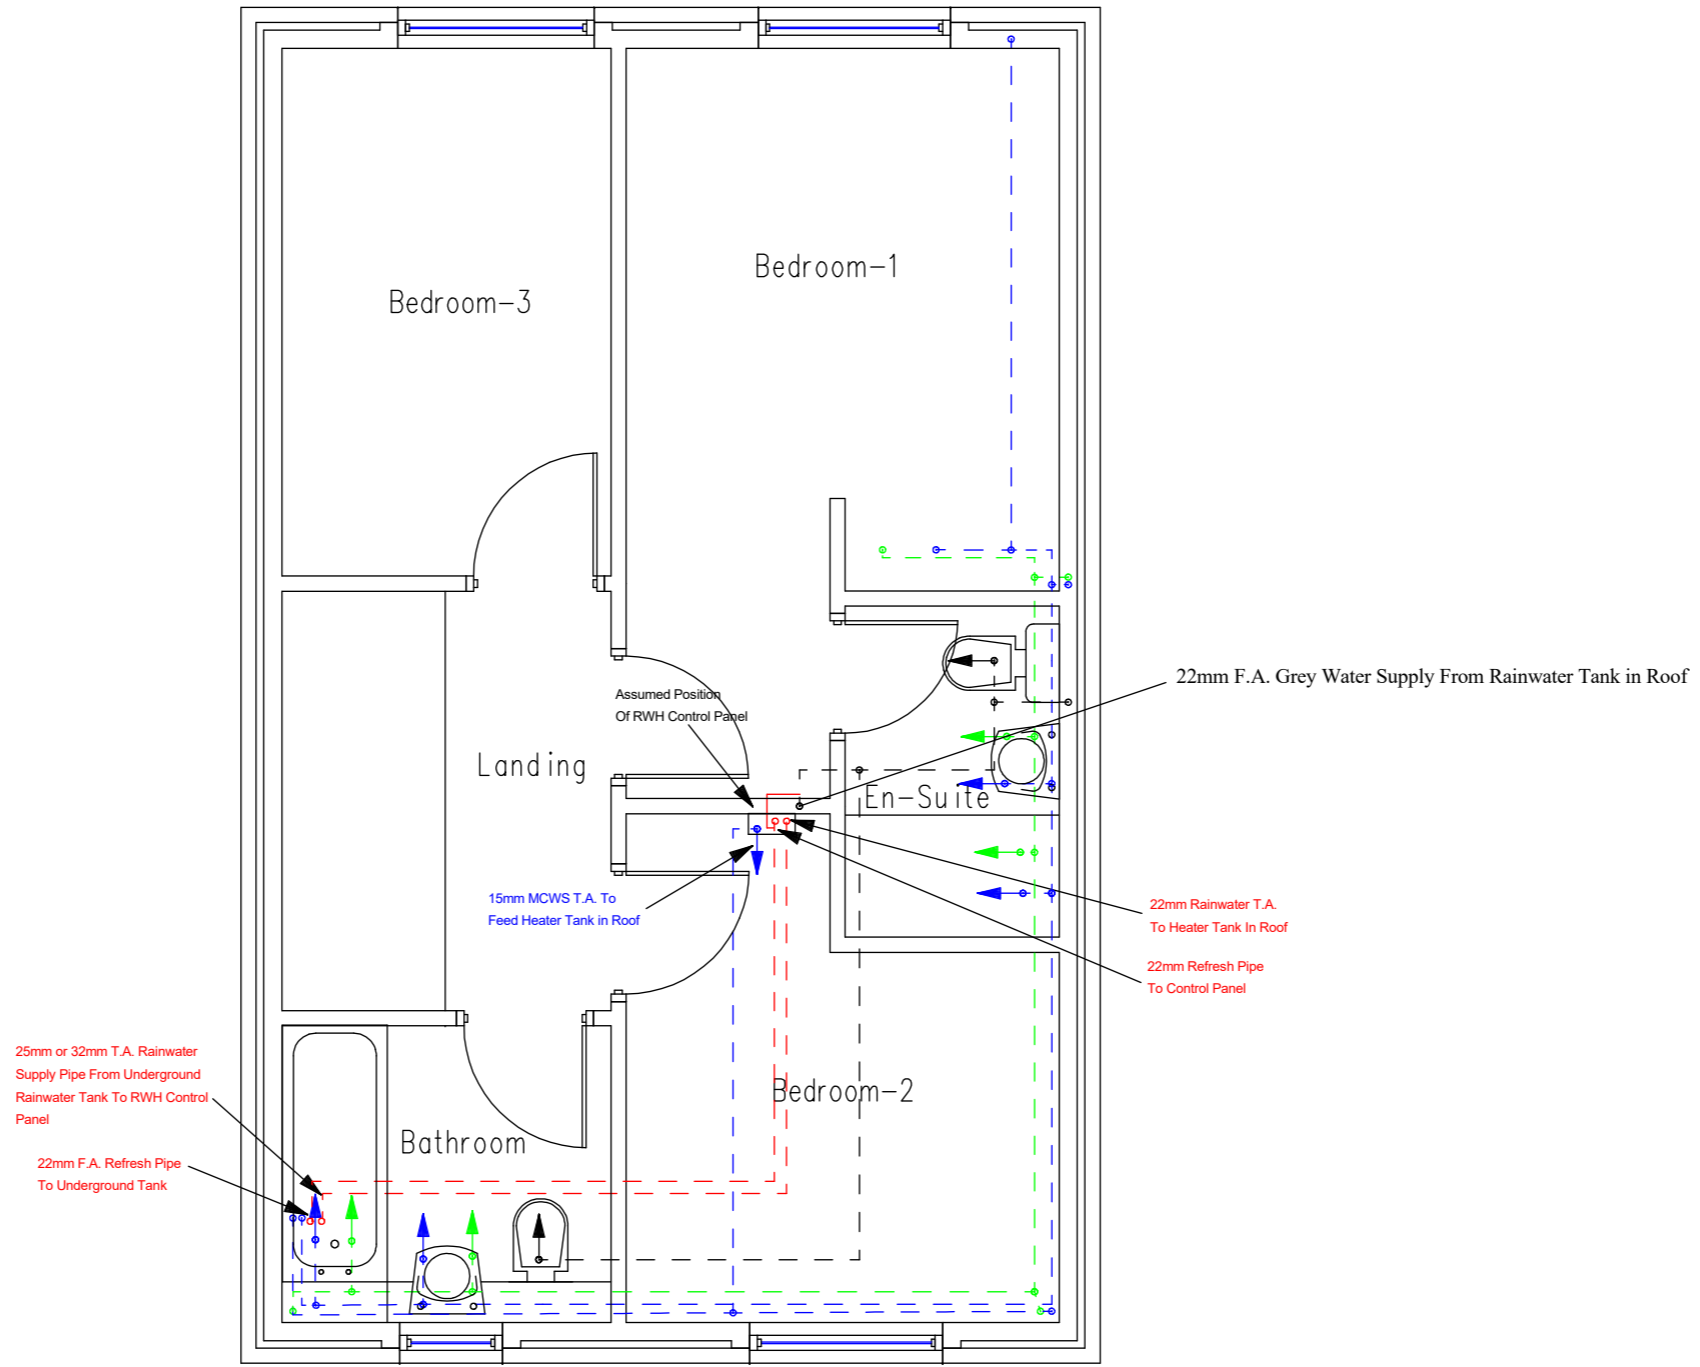 Bedroom-1
Bedroom-3
22mm F.A. Grey Water Supply From Rainwater Tank in Roof
Assumed Position
Of RWH Control Panel
Landing
En-Suite
15mm MCWS T.A. To
Feed Heater Tank in Roof
22mm Rainwater T.A.
To Heater Tank In Roof
22mm Refresh Pipe
To Control Panel
25mm or 32mm T.A. Rainwater
Supply Pipe From Underground
Rainwater Tank To RWH Control
Panel
Bedroom-2
Bathroom
22mm F.A. Refresh Pipe
To Underground Tank